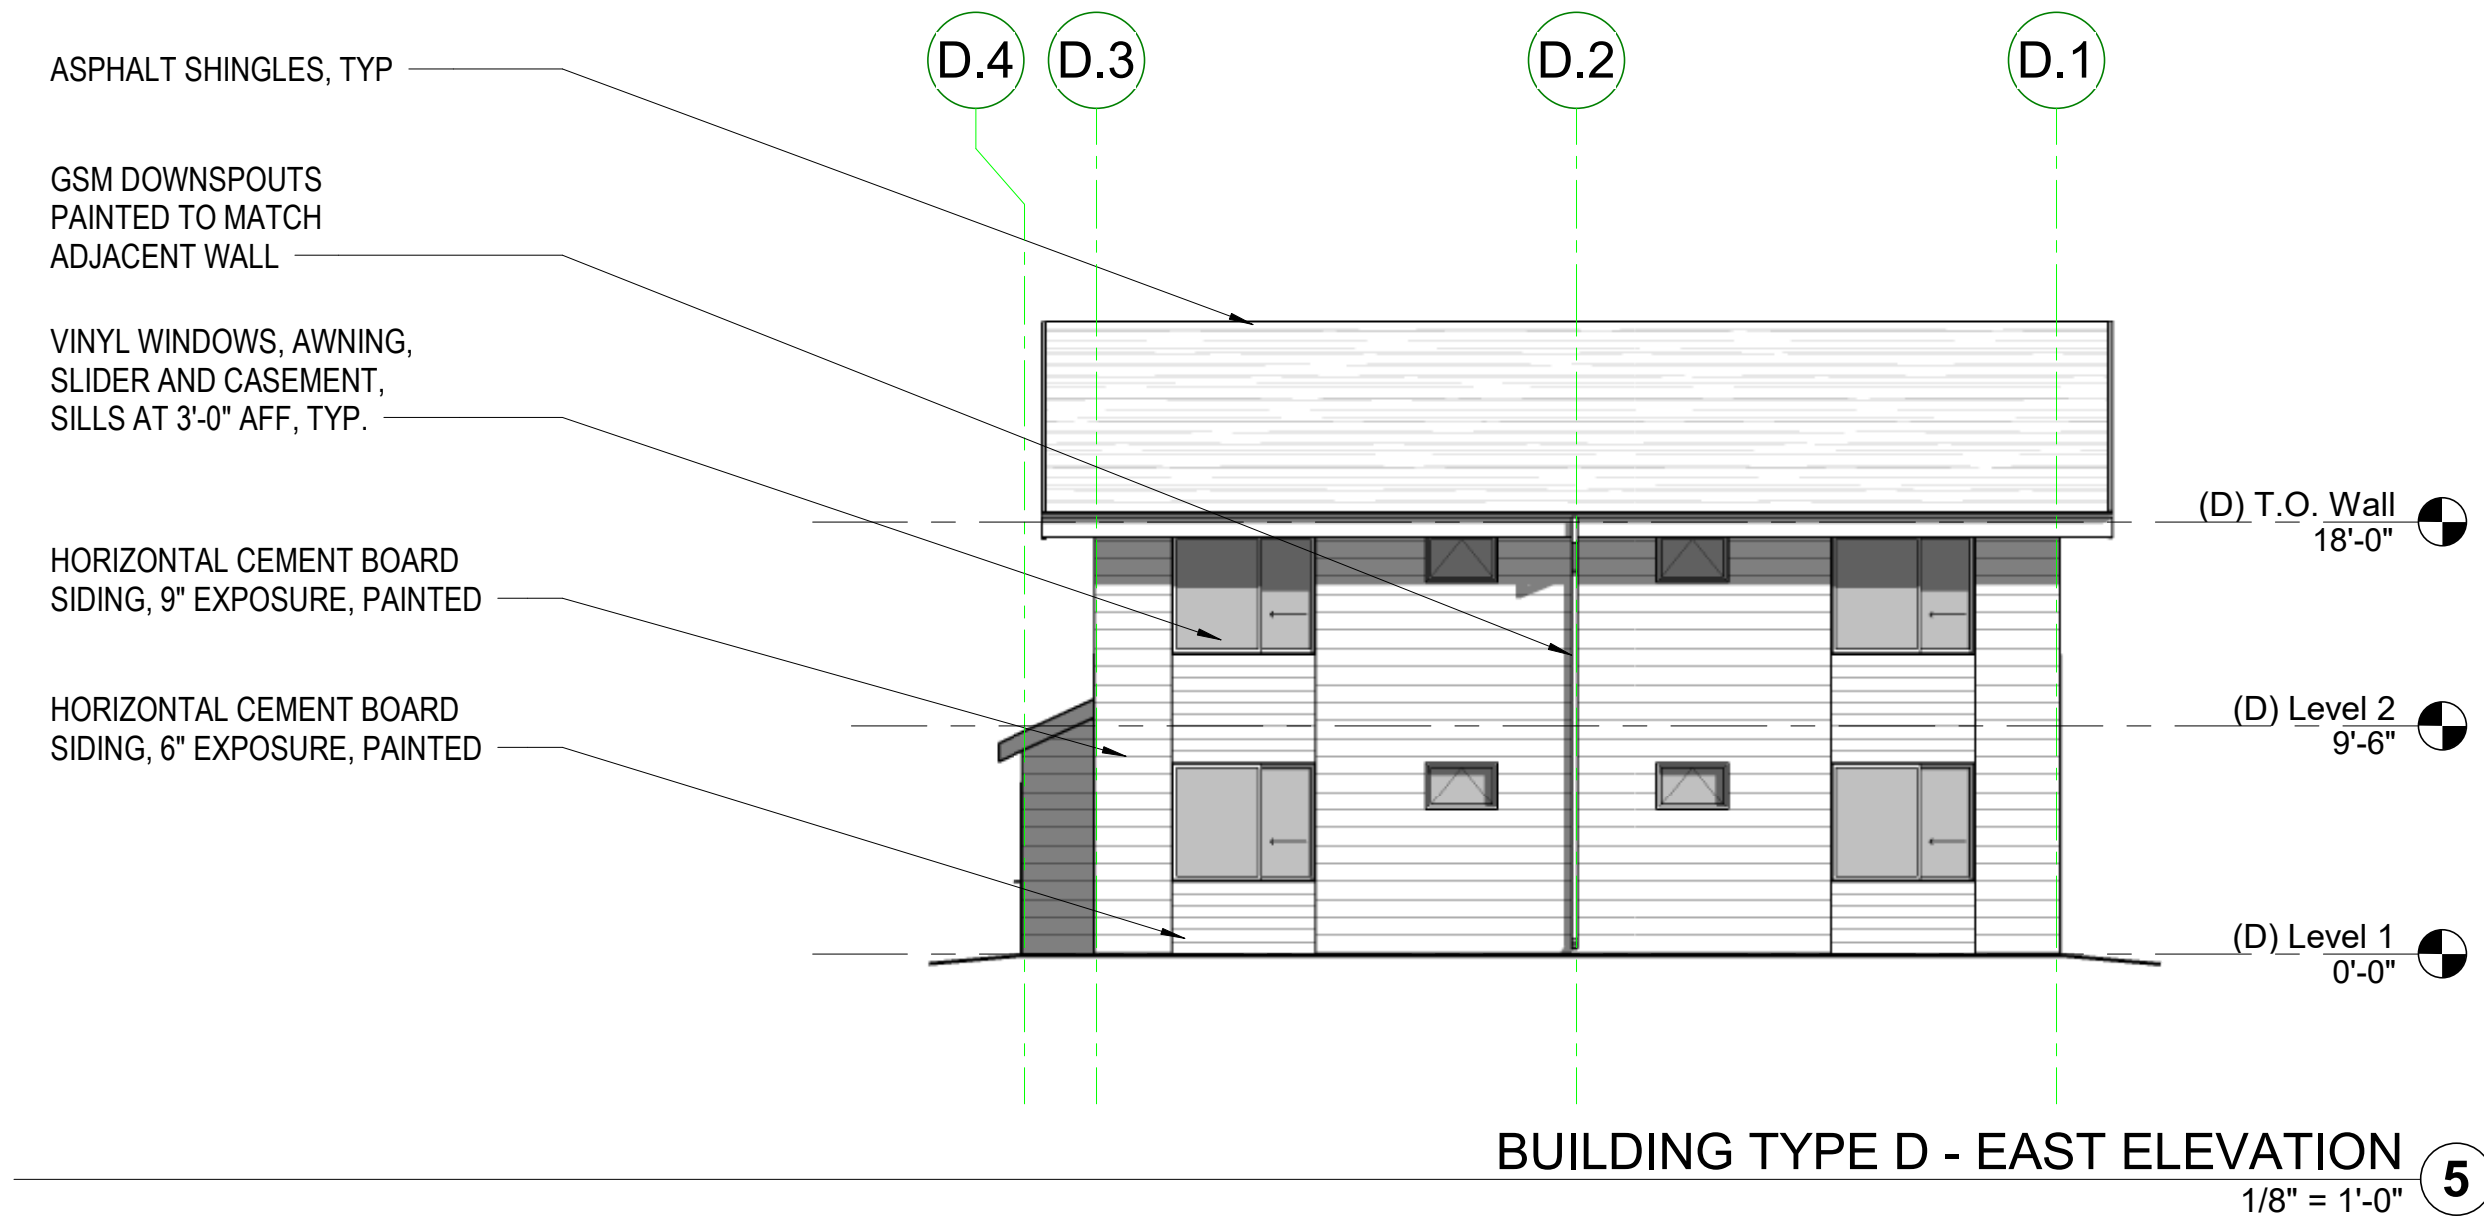 D.4
D.3
D.2
D.1
ASPHALT SHINGLES, TYP
GSM DOWNSPOUTS
PAINTED TO MATCH
ADJACENT WALL
VINYL WINDOWS, AWNING,
SLIDER AND CASEMENT,
SILLS AT 3'-0" AFF, TYP.
HORIZONTAL CEMENT BOARD
SIDING, 9" EXPOSURE, PAINTED
HORIZONTAL CEMENT BOARD
SIDING, 6" EXPOSURE, PAINTED
(D) T.O. Wall
18'-0"
(D) Level 2
9'-6"
(D) Level 1
0'-0"
BUILDING TYPE D - EAST ELEVATION
5
1/8" = 1'-0"